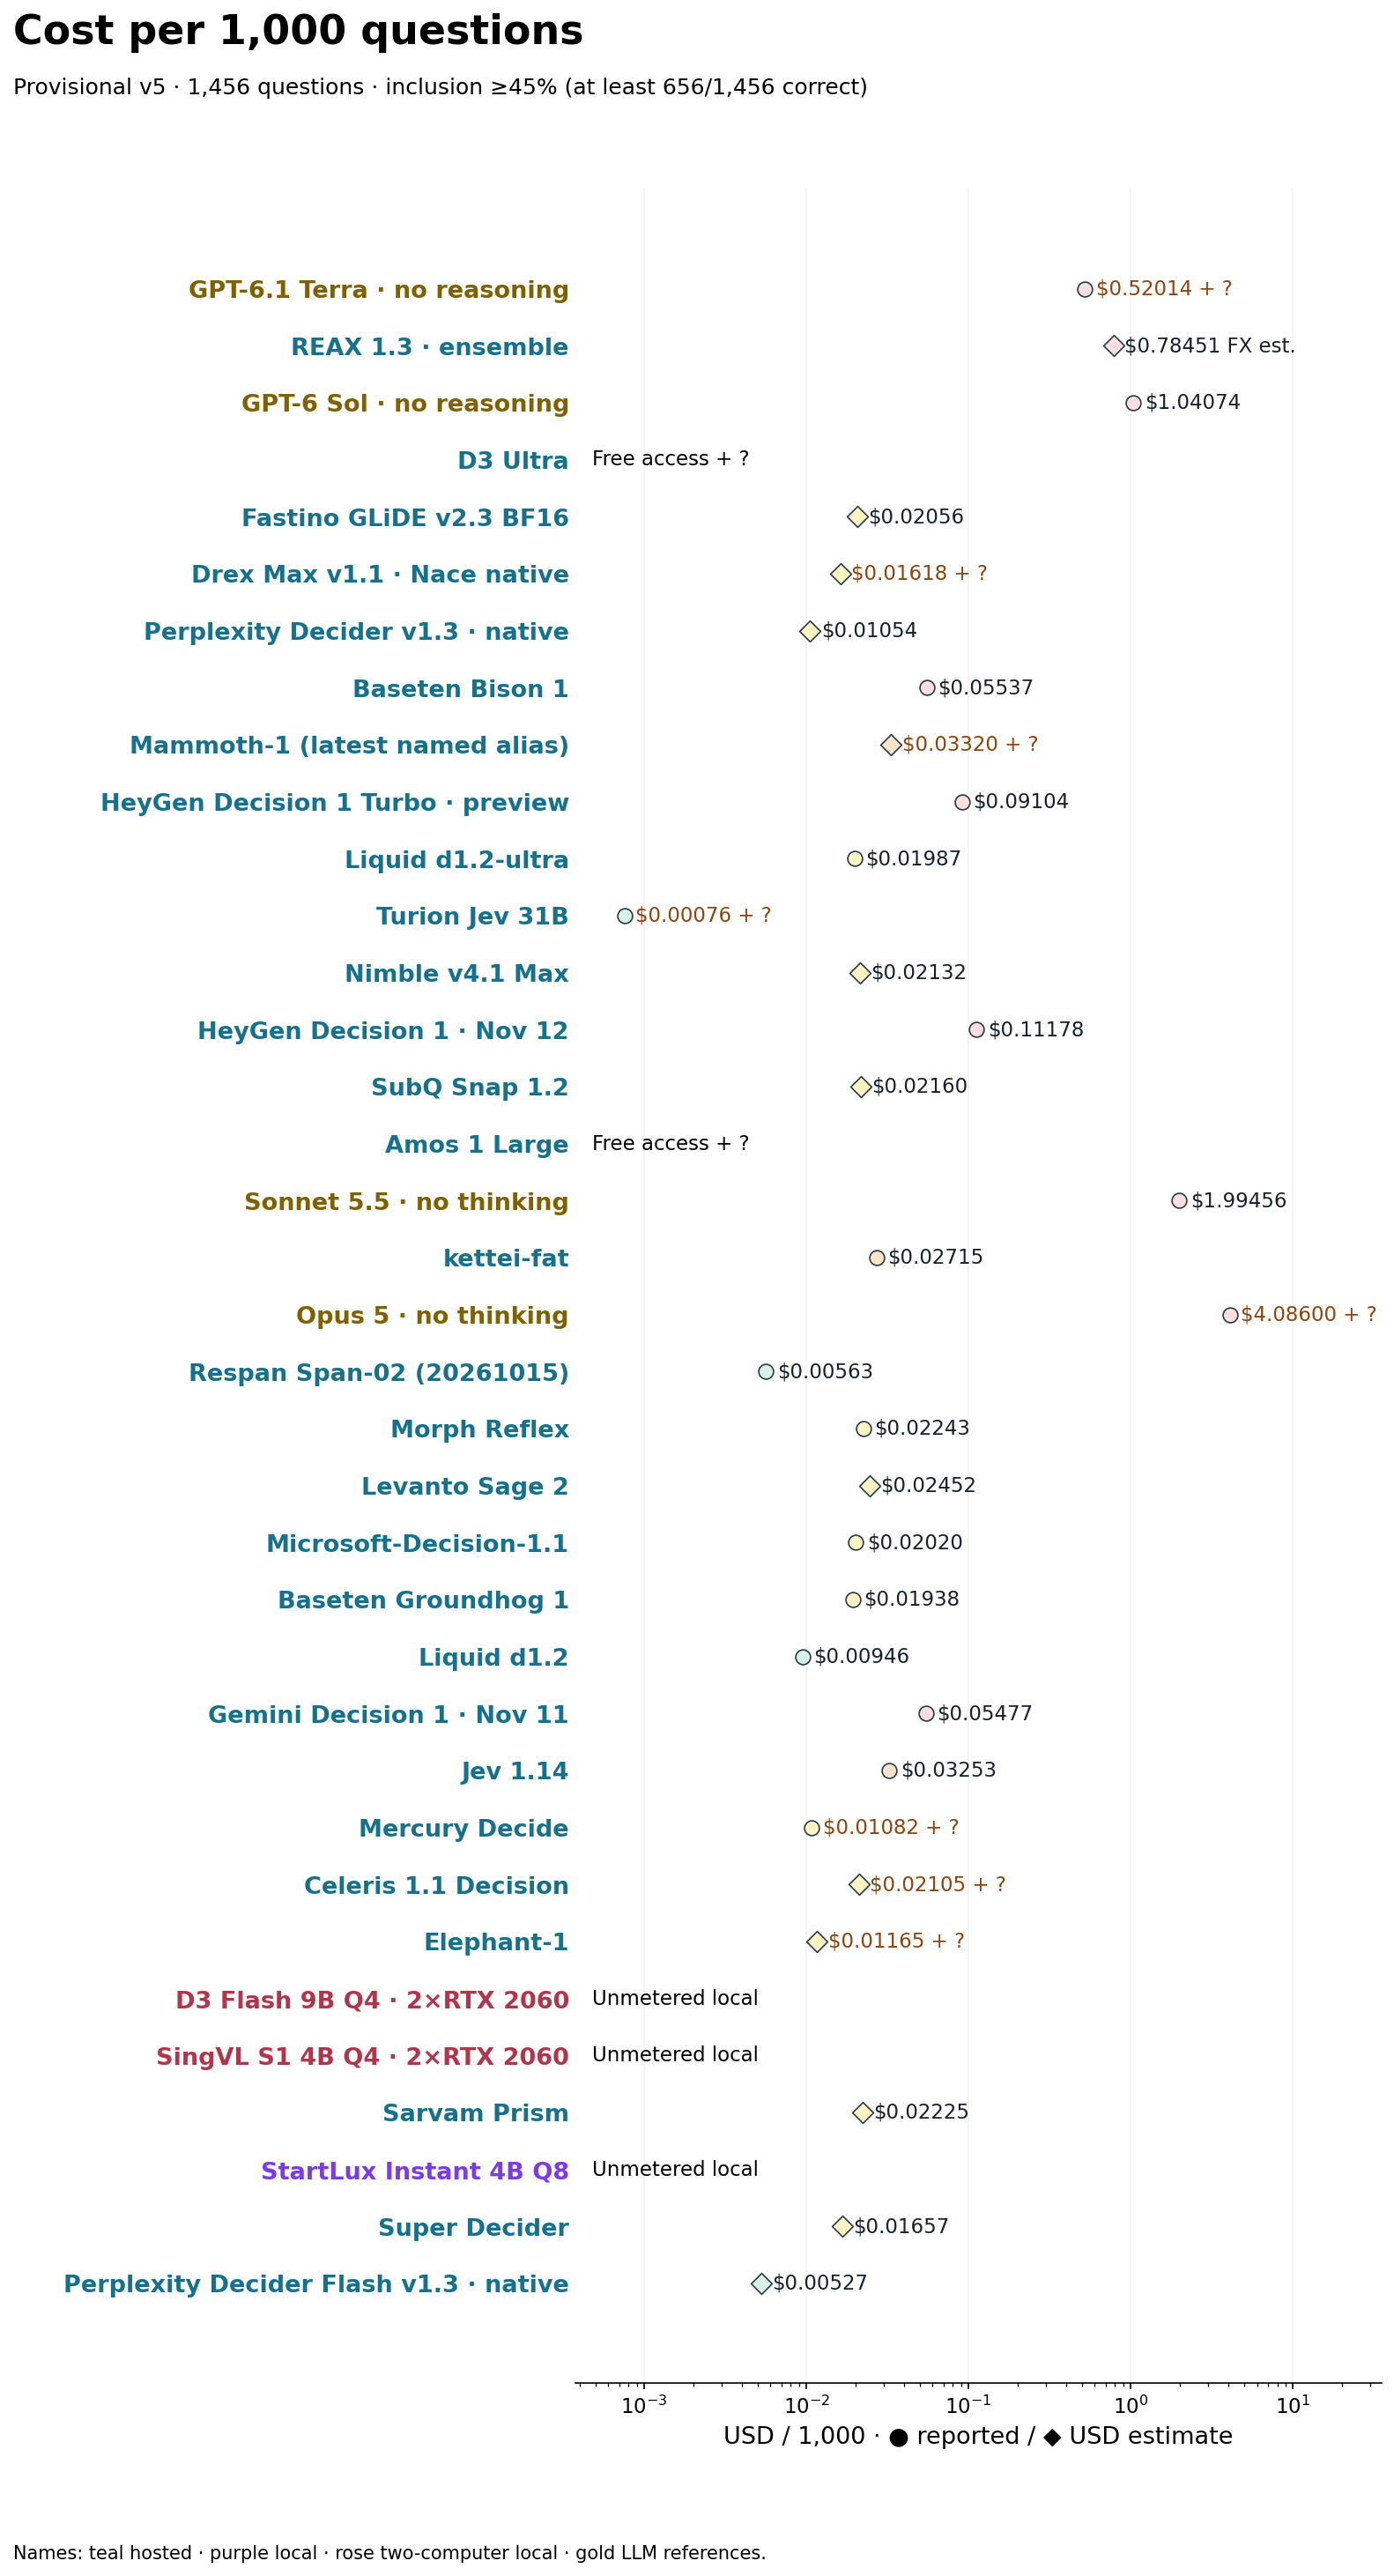 Cost per 1,000 questions
Provisional v5 · 1,456 questions · inclusion ≥45% (at least 656/1,456 correct)
GPT-6.1 Terra · no reasoning $0.52014 + ?
REAX 1.3 · ensemble $0.78451 FX est.
GPT-6 Sol · no reasoning $1.04074
D3 Ultra Free access + ?
Fastino GLiDE v2.3 BF16 $0.02056
Drex Max v1.1 · Nace native $0.01618 + ?
Perplexity Decider v1.3 · native $0.01054
Baseten Bison 1 $0.05537
Mammoth-1 (latest named alias) $0.03320 + ?
HeyGen Decision 1 Turbo · preview $0.09104
Liquid d1.2-ultra $0.01987
Turion Jev 31B $0.00076 + ?
Nimble v4.1 Max $0.02132
HeyGen Decision 1 · Nov 12 $0.11178
SubQ Snap 1.2 $0.02160
Amos 1 Large Free access + ?
Sonnet 5.5 · no thinking $1.99456
kettei-fat $0.02715
Opus 5 · no thinking $4.08600 + ?
Respan Span-02 (20261015) $0.00563
Morph Reflex $0.02243
Levanto Sage 2 $0.02452
Microsoft-Decision-1.1 $0.02020
Baseten Groundhog 1 $0.01938
Liquid d1.2 $0.00946
Gemini Decision 1 · Nov 11 $0.05477
Jev 1.14 $0.03253
Mercury Decide $0.01082 + ?
Celeris 1.1 Decision $0.02105 + ?
Elephant-1 $0.01165 + ?
D3 Flash 9B Q4 · 2×RTX 2060 Unmetered local
SingVL S1 4B Q4 · 2×RTX 2060 Unmetered local
Sarvam Prism $0.02225
StartLux Instant 4B Q8 Unmetered local
Super Decider $0.01657
Perplexity Decider Flash v1.3 · native $0.00527
10⁻³ 10⁻² 10⁻¹ 10⁰ 10¹
USD / 1,000 · ● reported / ◆ USD estimate
Names: teal hosted · purple local · rose two-computer local · gold LLM references.